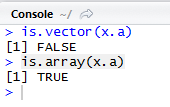 Console ~/
> is.vector(x.a)
[1] FALSE
> is.array(x.a)
[1] TRUE
>